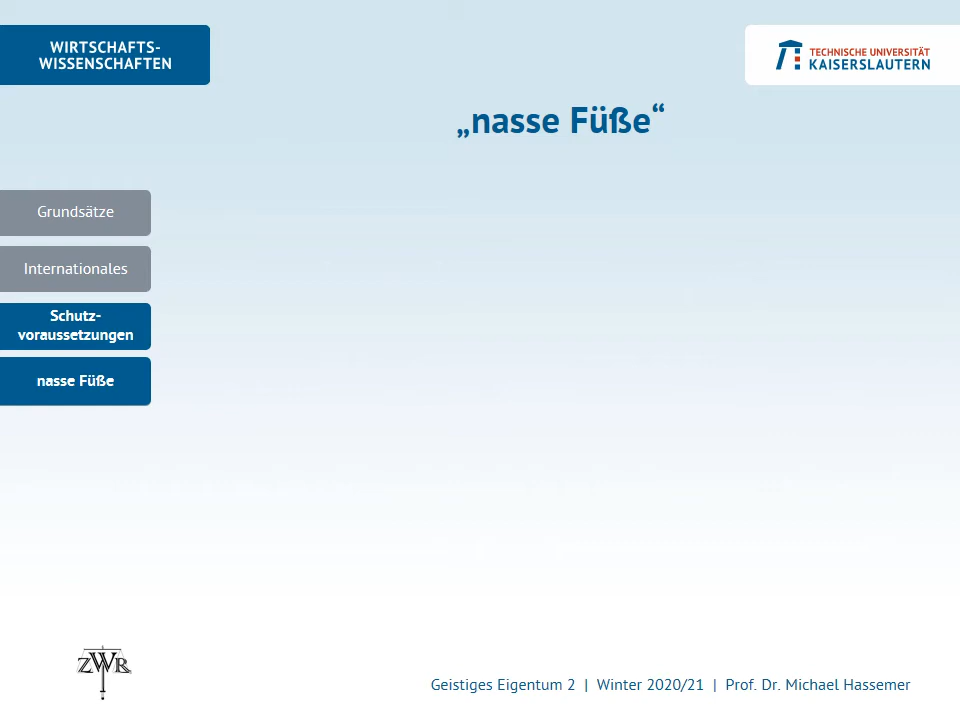 WIRTSCHAFTS-
WISSENSCHAFTEN
TECHNISCHE UNIVERSITÄT
KAISERSLAUTERN
„nasse Füße“
Grundsätze
Internationales
Schutz-
voraussetzungen
nasse Füße
ZWR
Geistiges Eigentum 2 | Winter 2020/21 | Prof. Dr. Michael Hassemer